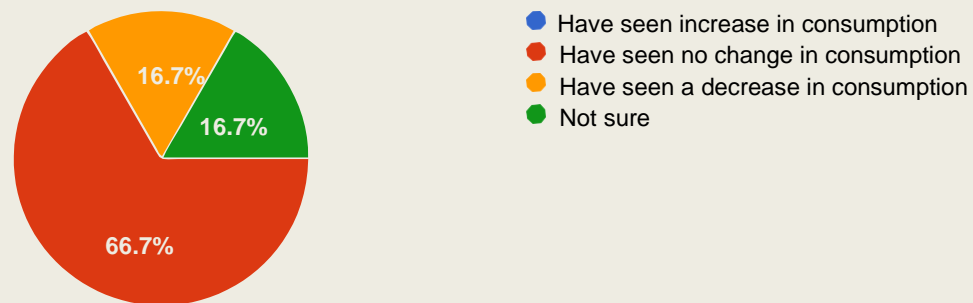 16.7%
16.7%
66.7%
Have seen increase in consumption
Have seen no change in consumption
Have seen a decrease in consumption
Not sure